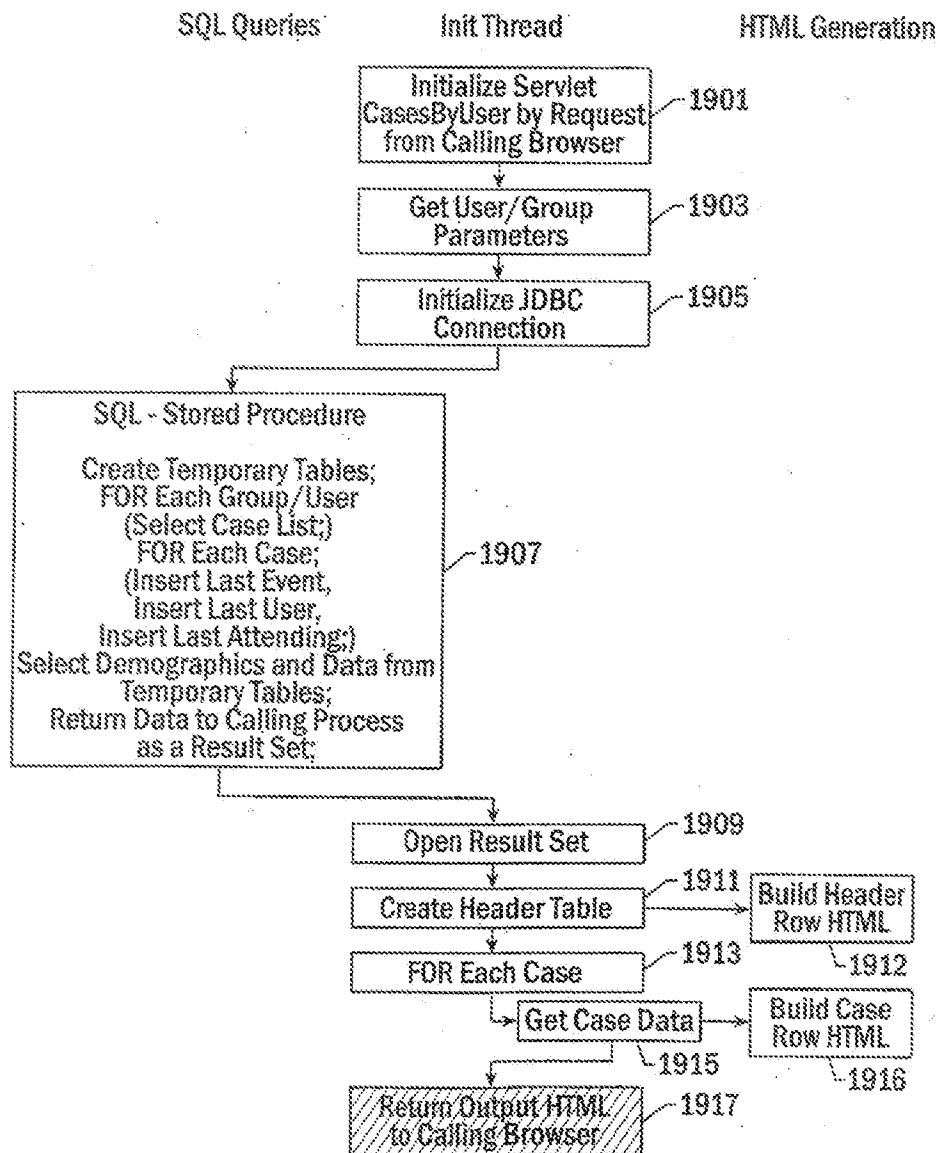 SQL Queries
Init Thread
HTML Generation
Initialize Servlet
CasesByUser by Request
from Calling Browser
1901
Get User/Group
Parameters
1903
Initialize JDBC
Connection
1905
SQL - Stored Procedure
Create Temporary Tables;
FOR Each Group/User
(Select Case List;)
FOR Each Case;
(Insert Last Event,
Insert Last User,
Insert Last Attending;)
Select Demographics and Data from
Temporary Tables;
Return Data to Calling Process
as a Result Set;
1907
Open Result Set
1909
Create Header Table
1911
Build Header
Row HTML
1912
FOR Each Case
1913
Get Case Data
1915
Build Case
Row HTML
1916
Return Output HTML
to Calling Browser
1917